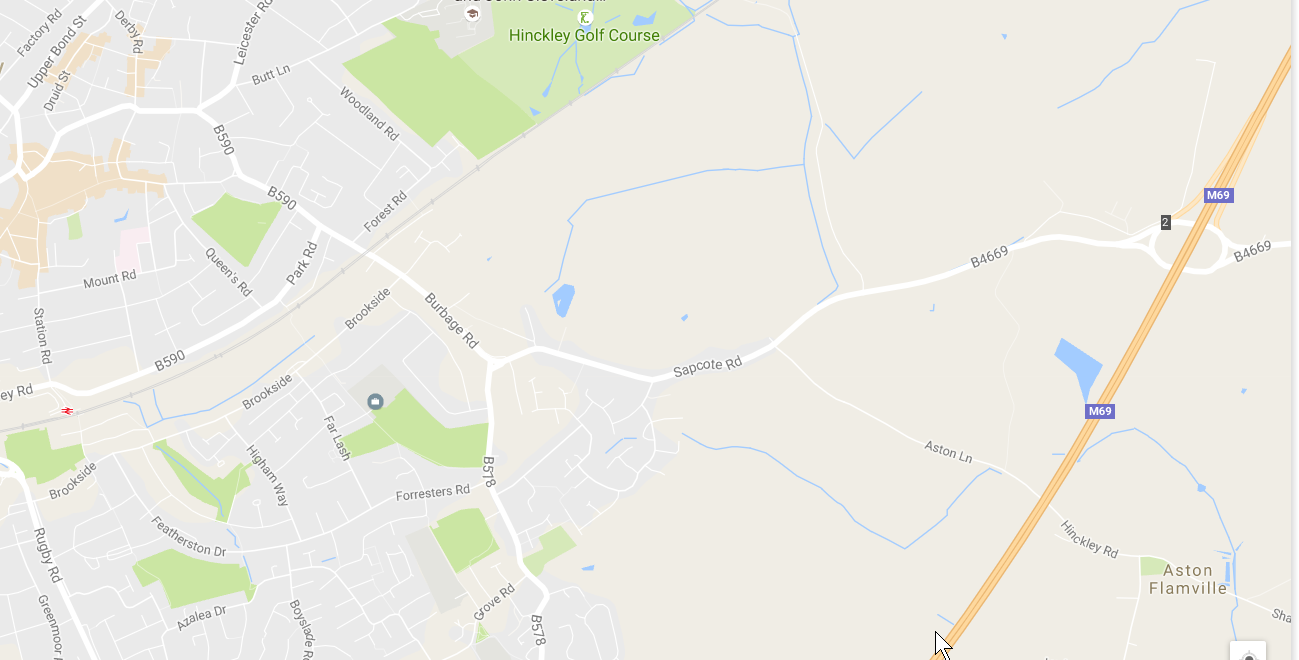 and John Cleveland...
Hinckley Golf Course
Factory Rd
Upper Bond St
Derby Rd
Leicester Rd
Druid St
Butt Ln
Woodland Rd
B590
B590
Forest Rd
Queen's Rd
Park Rd
Mount Rd
Station Rd
B590
ey Rd
Brookside
Burbage Rd
Brookside
Brookside
Far Lash
Higham Way
Forresters Rd
Featherston Dr
Rugby Rd
Azalea Dr
Boyslade R
Greenmoor
B578
Grove Rd
B578
Sapcote Rd
B4669
M69
2
B4669
M69
Aston Ln
Hinckley Rd
Aston
Flamville
Sha